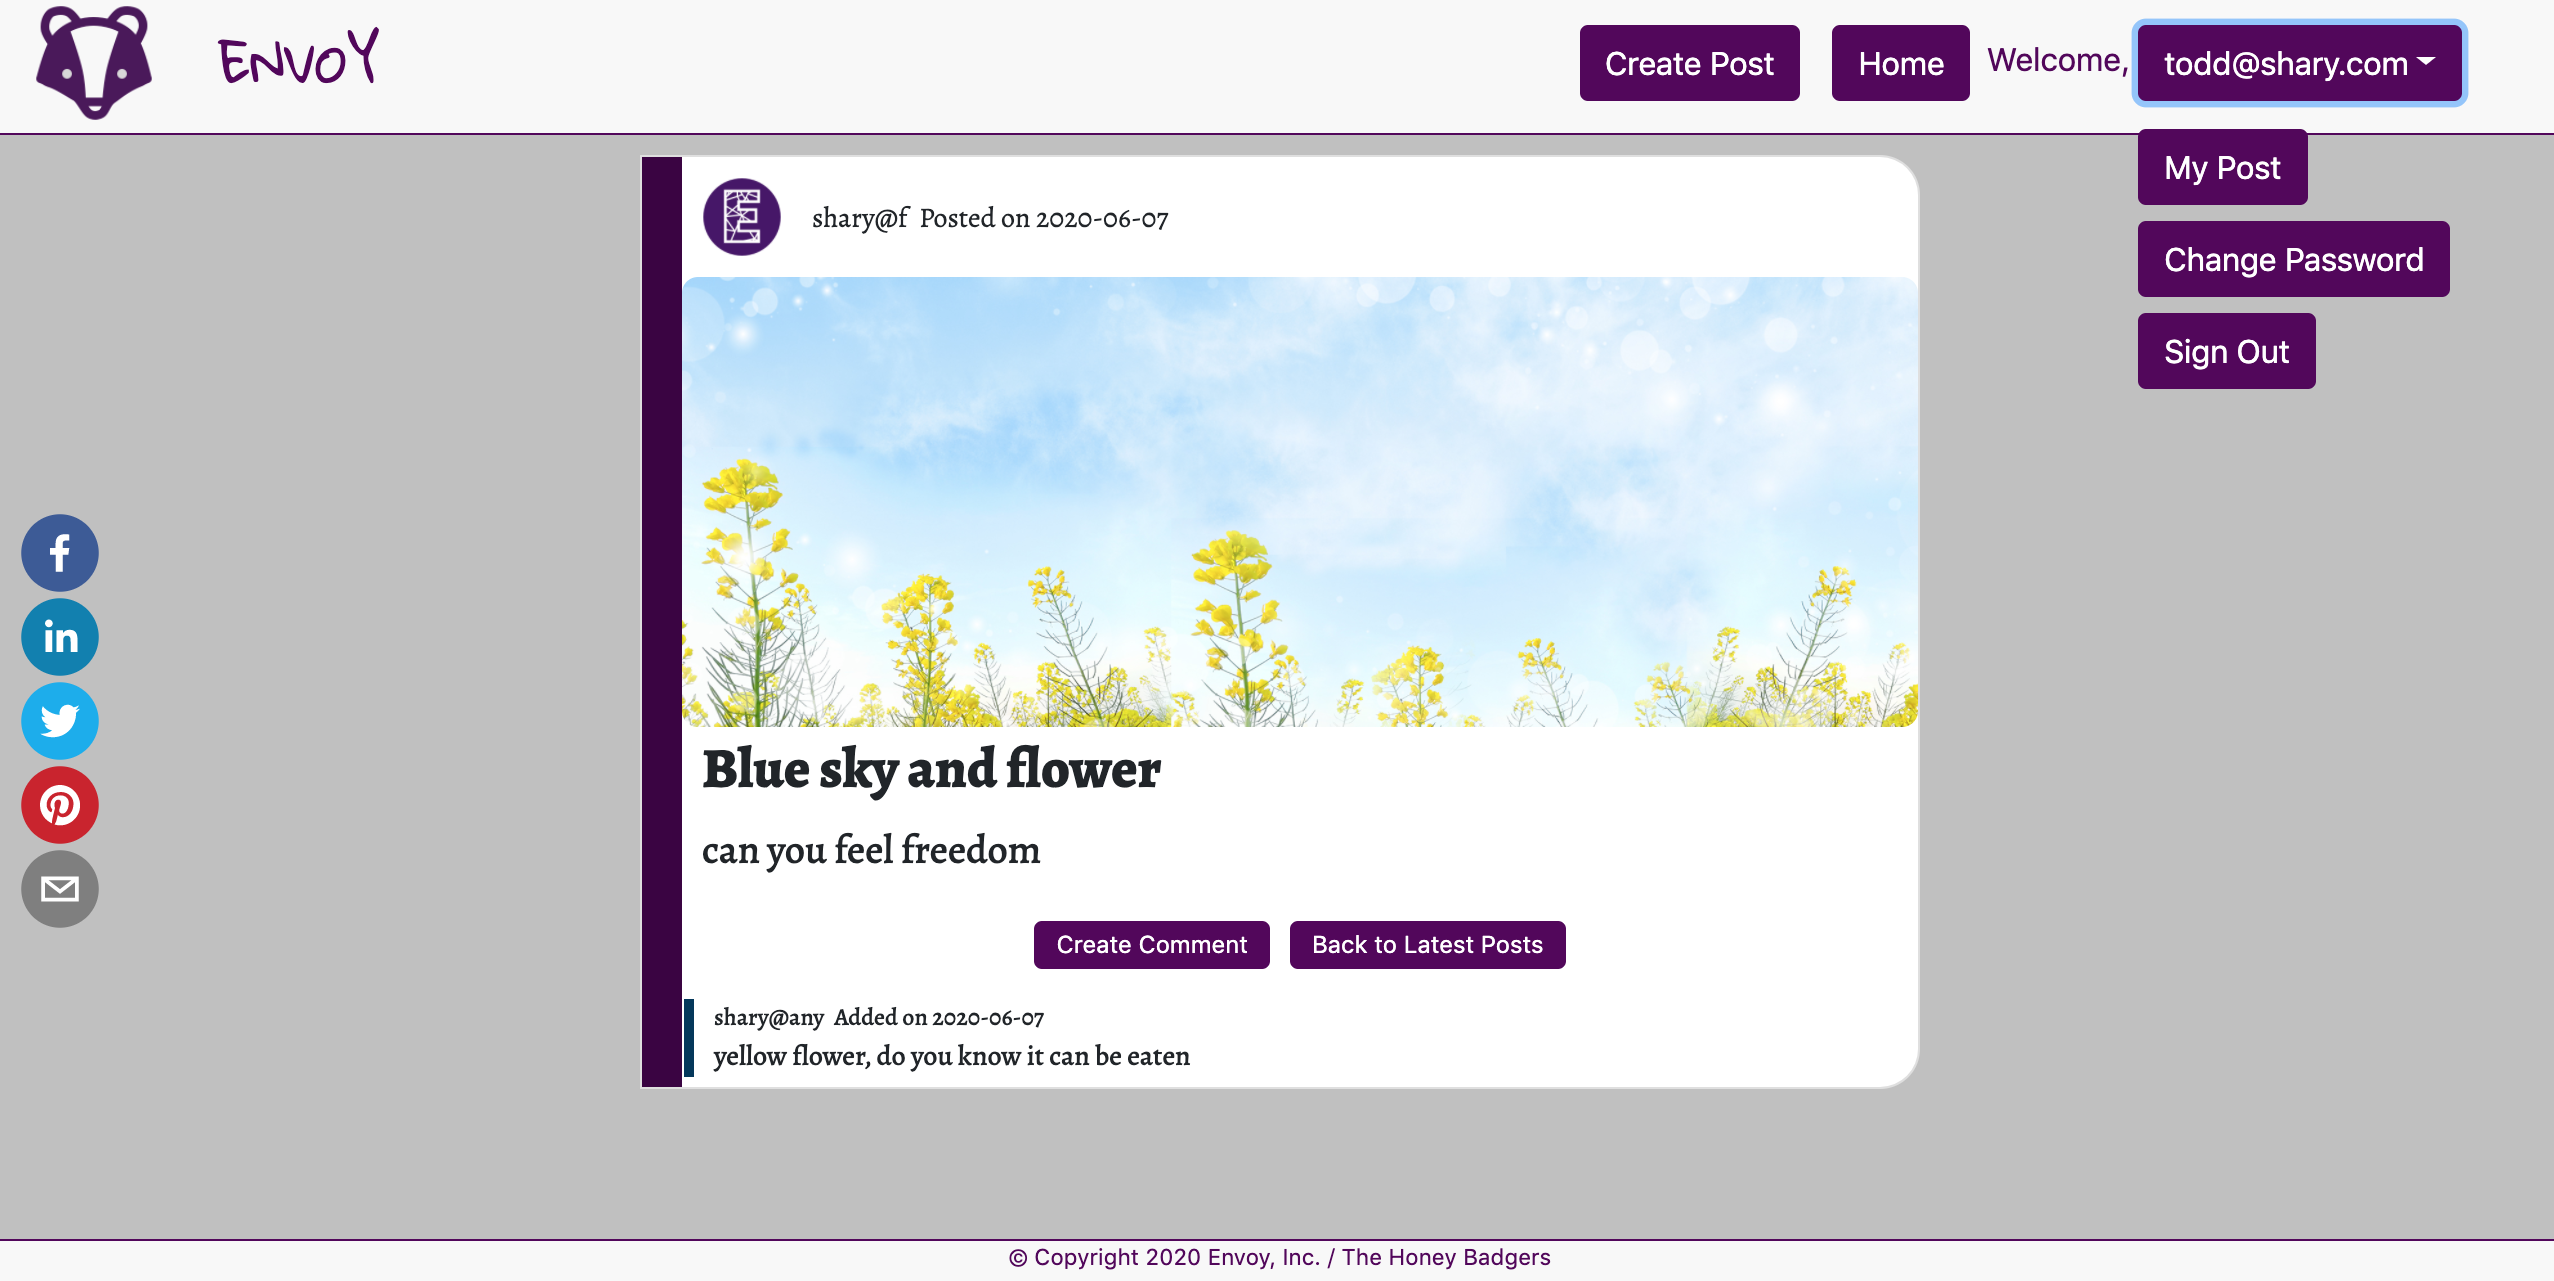 ENVOY
Create Post
Home
Welcome,
todd@shary.com
My Post
Change Password
Sign Out
E
shary@f Posted on 2020-06-07
Blue sky and flower
can you feel freedom
Create Comment
Back to Latest Posts
shary@any Added on 2020-06-07
yellow flower, do you know it can be eaten
f
in
© Copyright 2020 Envoy, Inc. / The Honey Badgers